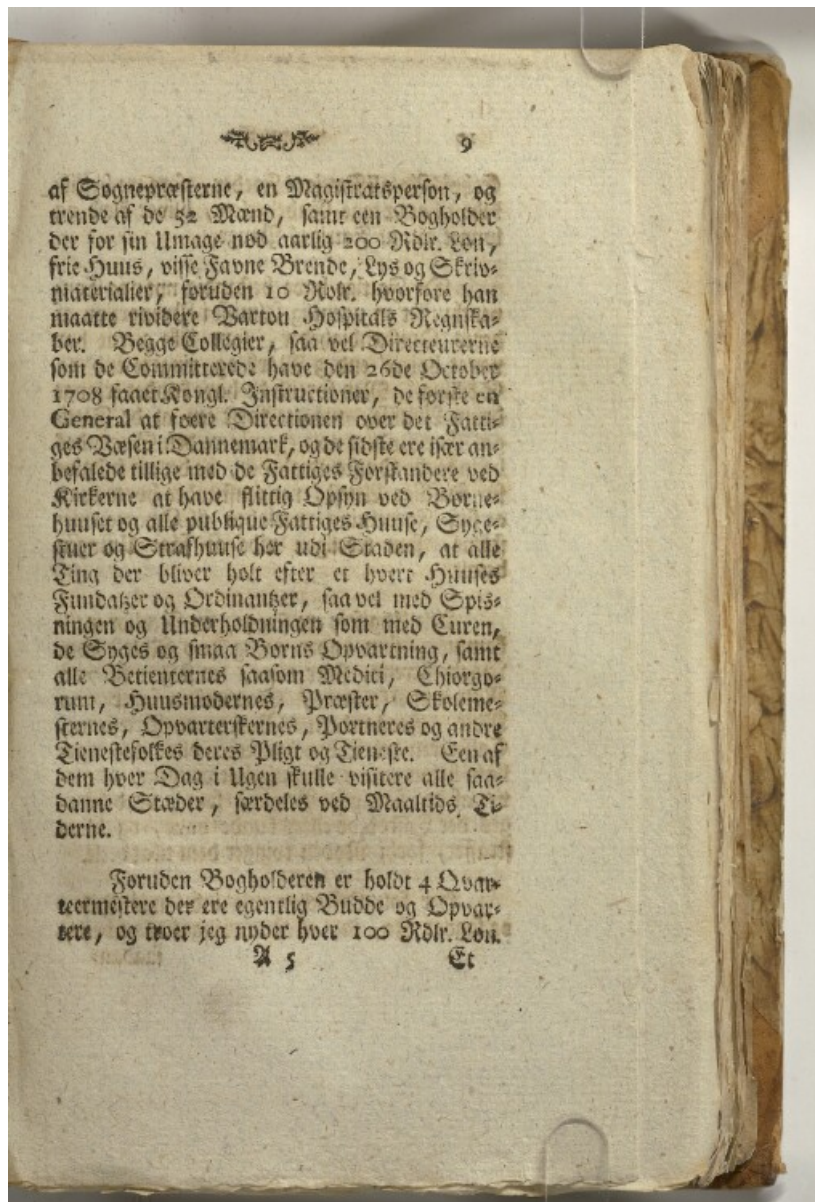 9
af Sognepræsterne, en Magistratsperson, og
trende af de 32 Mænd, samt een Bogholder
der for sin Umage nød aarlig 200 Rdlr. Løn,
frie Huus, visse Favne Brende, Lys og Skriv-
materialier, foruden 10 Rdlr. hvorfore han
maatte rividere Vartou Hospitals Regnska-
ber. Begge Collegier, saa vel Directeurerne
som de Committerede have den 26de October
1708 faaet Kongl. Instructioner, de første en
General at føere Directionen over det Fatti-
ges Væsen i Dannemark, og de sidste ere især an-
befalede tillige med de Fattiges Forstandere ved
Kirkerne at have flittig Opsyn ved Børne-
huuset og alle publique Fattiges Huuse, Syge-
stuer og Strafhuuse her udi Staden, at alle
Ting der bliver holt efter et hvert Huuses
Fundatzer og Ordinantzer, saa vel med Spis-
ningen og Underholdningen som med Curen,
de Syges og smaa Børns Opvartning, samt
alle Betienternes saasom Medici, Chiorgo-
rum, Huusmodernes, Præster, Skoleme-
sternes, Opvarterskernes, Portneres og andre
Tienestefolkes deres Pligt og Tieneste. Een af
dem hver Dag i Ugen skulle visitere alle saa-
danne Stæder, særdeles ved Maaltids Ti-
derne.
Foruden Bogholderen er holdt 4 Qvar-
teermestere der ere egentlig Budde og Opvar-
tere, og troer jeg nyder hver 100 Rdlr. Løn.
A 5 Et